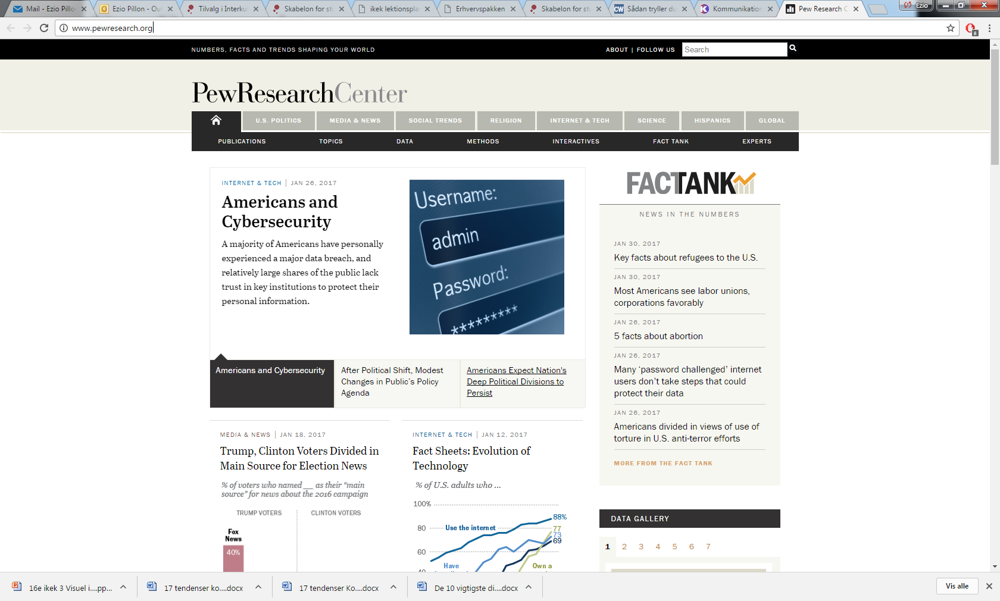 Mail - Ezio Pillo
Ezio Pillon - Ou
Tilvalg i Interku
Skabelon for st
ikek lektionspla
Erhvervspakken
Skabelon for st
CW Sådan tryller du
Kommunikation
Pew Research C
Ezio
www.pewresearch.org
8
NUMBERS, FACTS AND TRENDS SHAPING YOUR WORLD
ABOUT | FOLLOW US
Search
PewResearchCenter
U.S. POLITICS
MEDIA & NEWS
SOCIAL TRENDS
RELIGION
INTERNET & TECH
SCIENCE
HISPANICS
GLOBAL
PUBLICATIONS
TOPICS
DATA
METHODS
INTERACTIVES
FACT TANK
EXPERTS
INTERNET & TECH | JAN 26, 2017
Americans and
Cybersecurity
A majority of Americans have personally
experienced a major data breach, and
relatively large shares of the public lack
trust in key institutions to protect their
personal information.
Username:
admin
Password:
*********
Americans and Cybersecurity
After Political Shift, Modest
Changes in Public's Policy
Agenda
Americans Expect Nation's
Deep Political Divisions to
Persist
MEDIA & NEWS | JAN 18, 2017
Trump, Clinton Voters Divided in
Main Source for Election News
% of voters who named __ as their “main
source” for news about the 2016 campaign
TRUMP VOTERS
CLINTON VOTERS
Fox
News
40%
INTERNET & TECH | JAN 12, 2017
Fact Sheets: Evolution of
Technology
% of U.S. adults who ...
100%
88%
80
Use the internet
77
73
69
60
Have
Own a
40
FACTTANK
NEWS IN THE NUMBERS
JAN 30, 2017
Key facts about refugees to the U.S.
JAN 30, 2017
Most Americans see labor unions,
corporations favorably
JAN 26, 2017
5 facts about abortion
JAN 26, 2017
Many ‘password challenged’ internet
users don’t take steps that could
protect their data
JAN 26, 2017
Americans divided in views of use of
torture in U.S. anti-terror efforts
MORE FROM THE FACT TANK
DATA GALLERY
1 2 3 4 5 6 7
16e ikek 3 Visuel i....pp...
17 tendenser ko....docx
17 tendenser Ko....docx
De 10 vigtigste di....docx
Vis alle